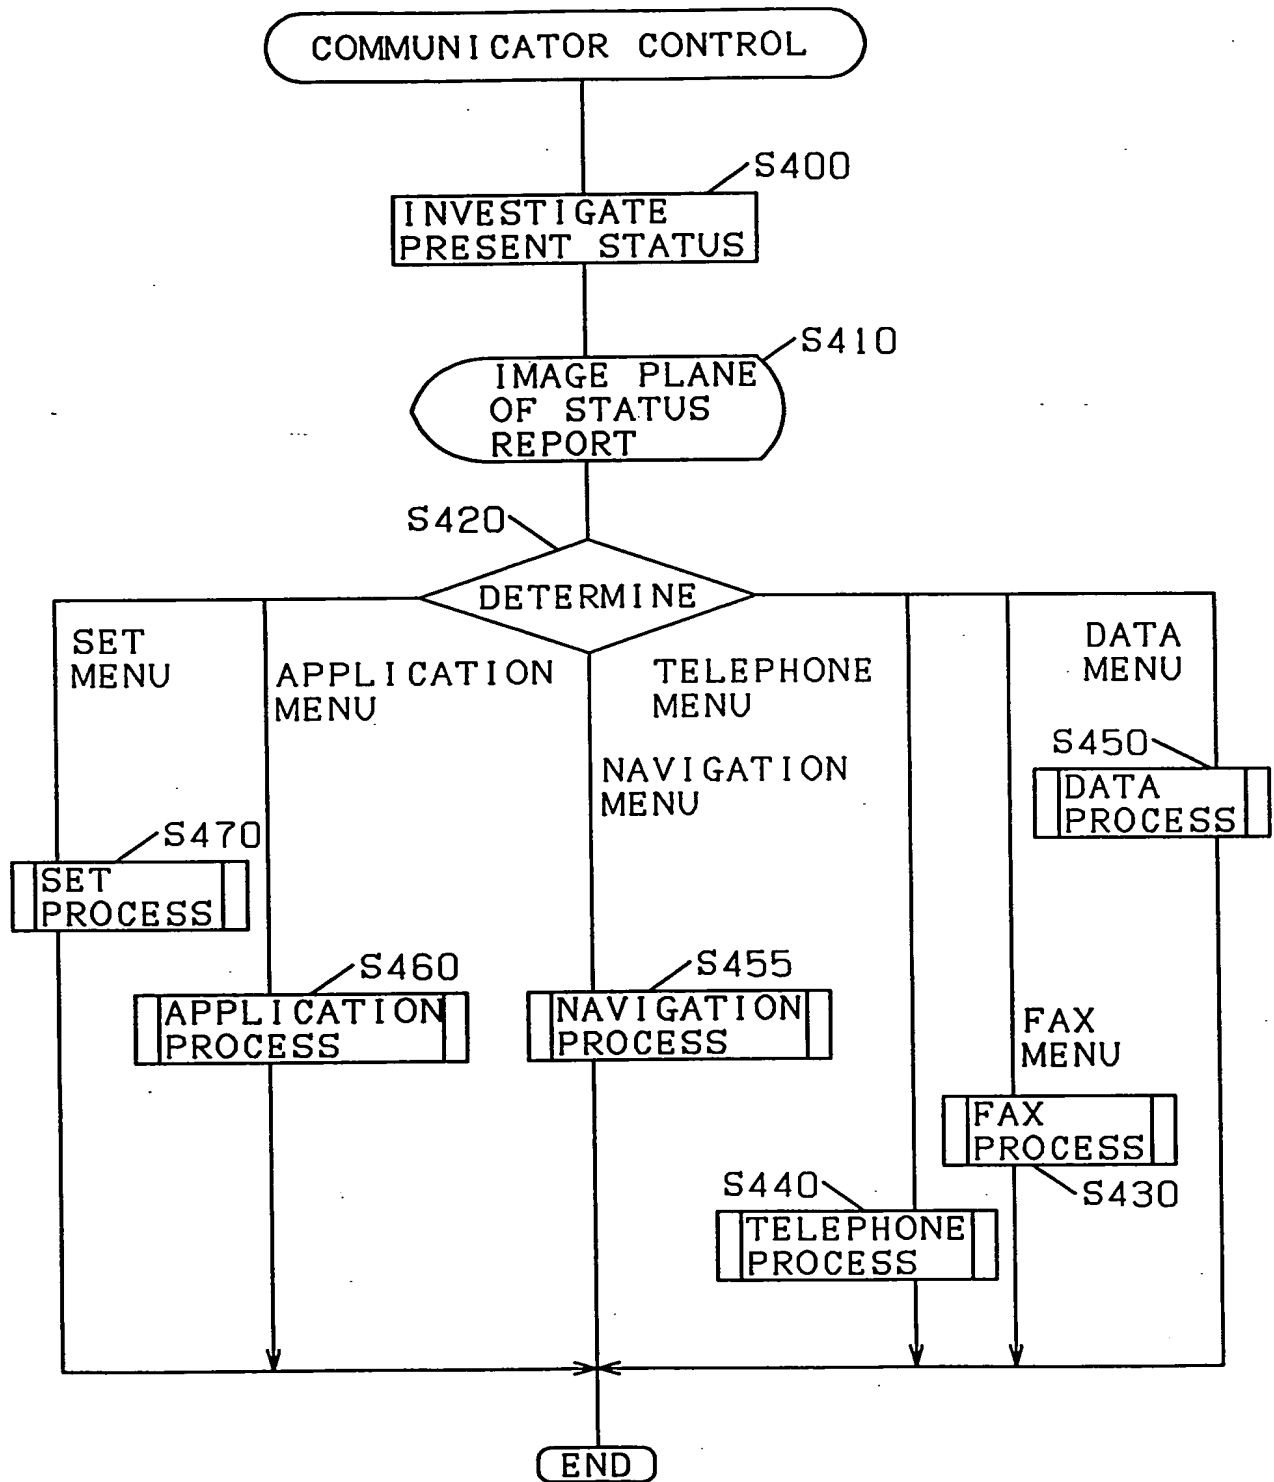 COMMUNICATOR CONTROL
S400
INVESTIGATE
PRESENT STATUS
S410
IMAGE PLANE
OF STATUS
REPORT
S420
DETERMINE
SET
MENU
APPLICATION
MENU
TELEPHONE
MENU
DATA
MENU
NAVIGATION
MENU
S450
DATA
PROCESS
S470
SET
PROCESS
S460
APPLICATION
PROCESS
S455
NAVIGATION
PROCESS
FAX
MENU
FAX
PROCESS
S430
S440
TELEPHONE
PROCESS
END